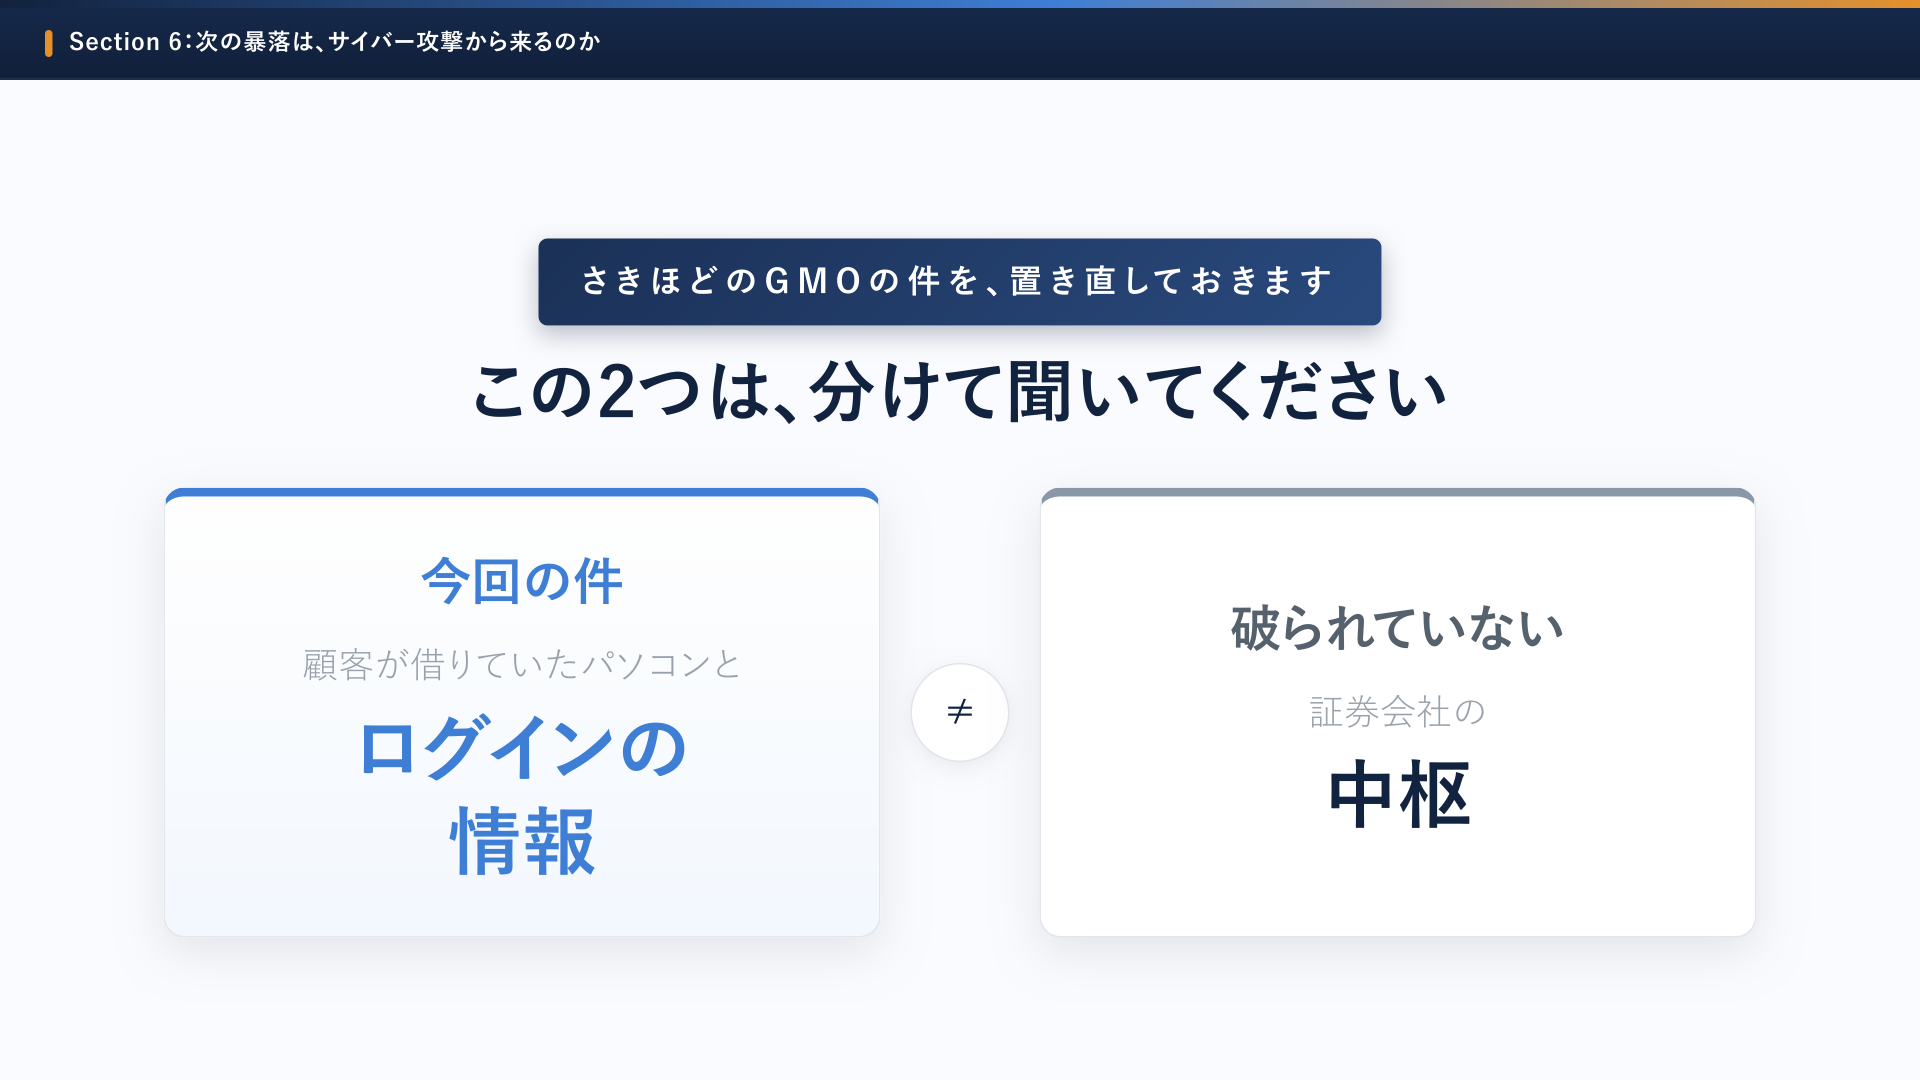 Section 6：次の暴落は、サイバー攻撃から来るのか
さきほどのGMOの件を、置き直しておきます
この2つは、分けて聞いてください
今回の件
顧客が借りていたパソコンと
ログインの
情報
≠
破られていない
証券会社の
中枢